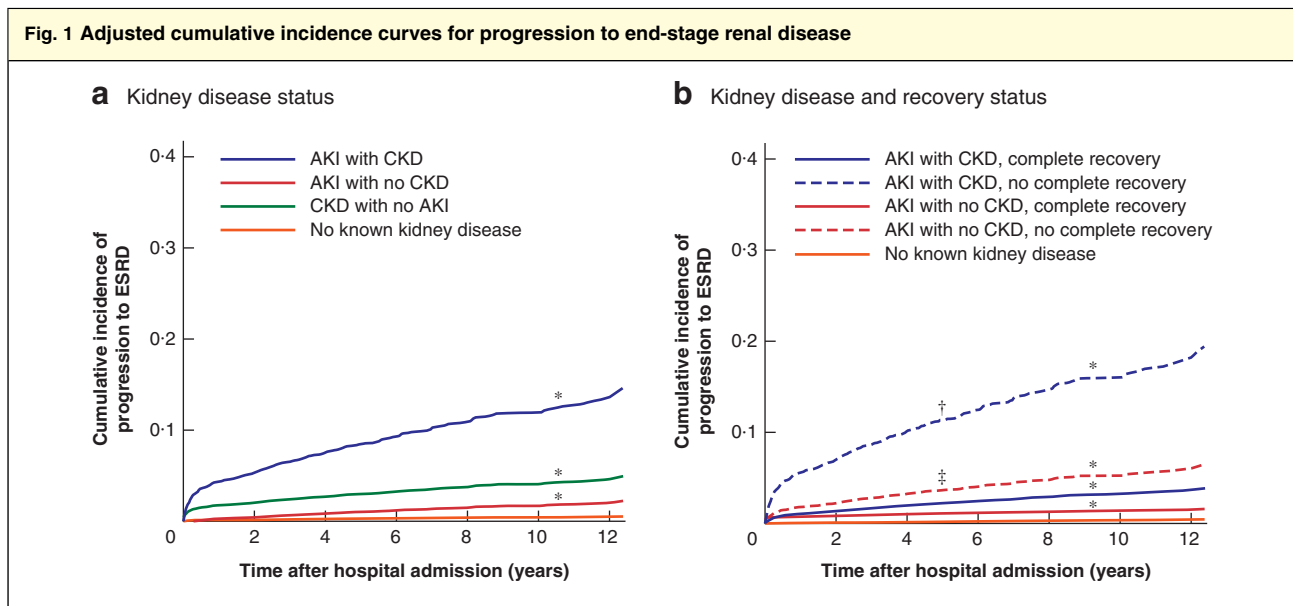 Fig. 1 Adjusted cumulative incidence curves for progression to end-stage renal disease
a Kidney disease status
AKI with CKD
AKI with no CKD
CKD with no AKI
No known kidney disease
Cumulative incidence of
progression to ESRD
0·4
0·3
0·2
0·1
0
*
*
*
2
4
6
8
10
12
Time after hospital admission (years)
b Kidney disease and recovery status
AKI with CKD, complete recovery
AKI with CKD, no complete recovery
AKI with no CKD, complete recovery
AKI with no CKD, no complete recovery
No known kidney disease
Cumulative incidence of
progression to ESRD
0·4
0·3
0·2
0·1
0
†
*
‡
*
*
*
2
4
6
8
10
12
Time after hospital admission (years)